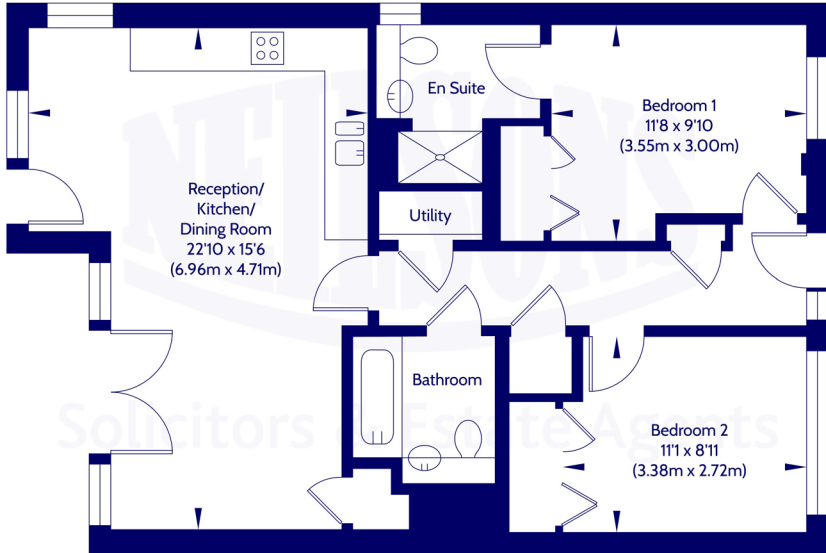 En Suite
Bedroom 1
11'8 x 9'10
(3.55m x 3.00m)
Reception/
Kitchen/
Dining Room
22'10 x 15'6
(6.96m x 4.71m)
Utility
Bathroom
Bedroom 2
11'1 x 8'11
(3.38m x 2.72m)
NEILSONS
Solicitors & Estate Agents